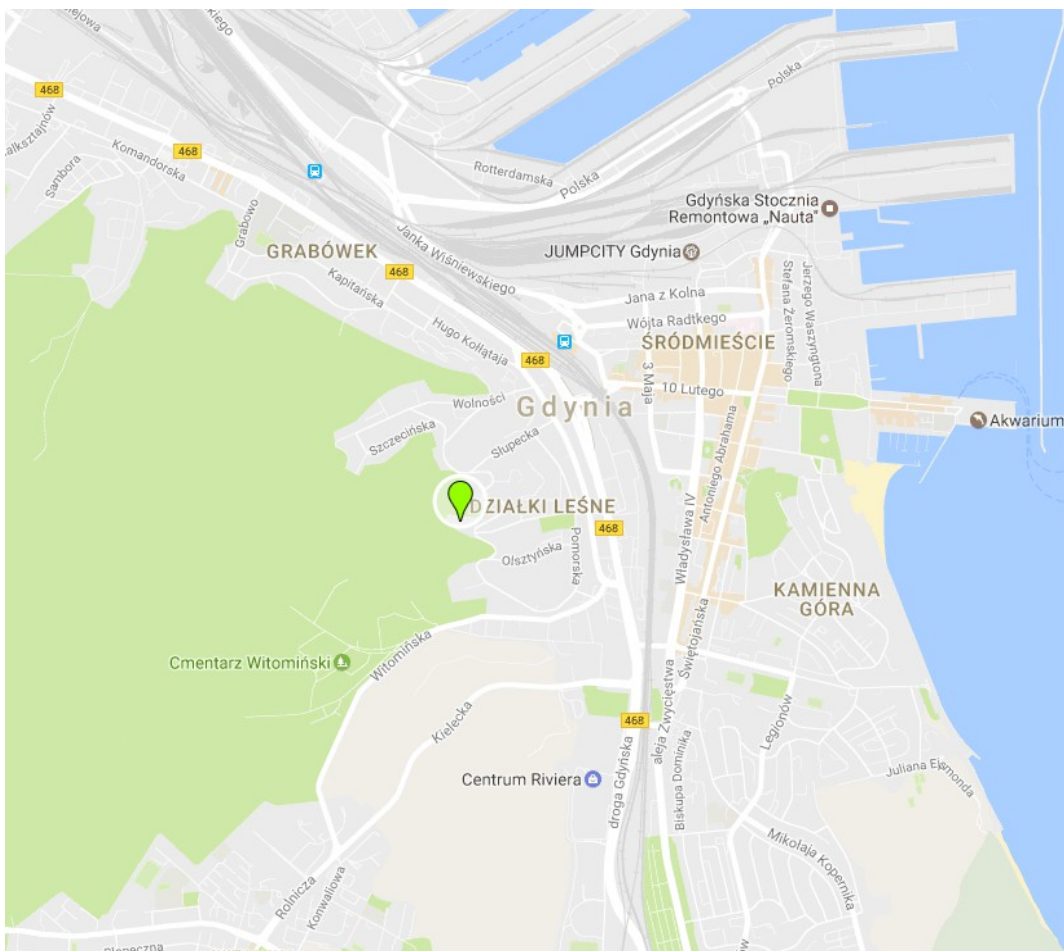 468
Komandorska
468
Sambora
Grabowo
GRABÓWEK
Kapitańska
468
Janka Wiśniewskiego
Hugo Kołłątaja
Rotterdamska
Polska
Polska
Gdyńska Stocznia
Remontowa „Nauta”
JUMPCITY Gdynia
Jana z Kolna
Wójta Radtkego
ŚRÓDMIEŚCIE
Stefana Żeromskiego
Jerzego Waszyngtona
468
3 Maja
10 Lutego
Gdynia
Wolności
Szczecińska
Słupecka
Akwarium
Antoniego Abrahama
DZIAŁKI LEŚNE
468
Olsztyńska
Pomorska
Władysława IV
KAMIENNA
GÓRA
Świętojańska
Witomińska
Cmentarz Witomiński
Kielecka
468
aleja Zwycięstwa
Legionów
Biskupa Dominika
droga Gdyńska
Centrum Riviera
Juliana
Mikołaja Kopernika
Rolnicza
Konwaliowa